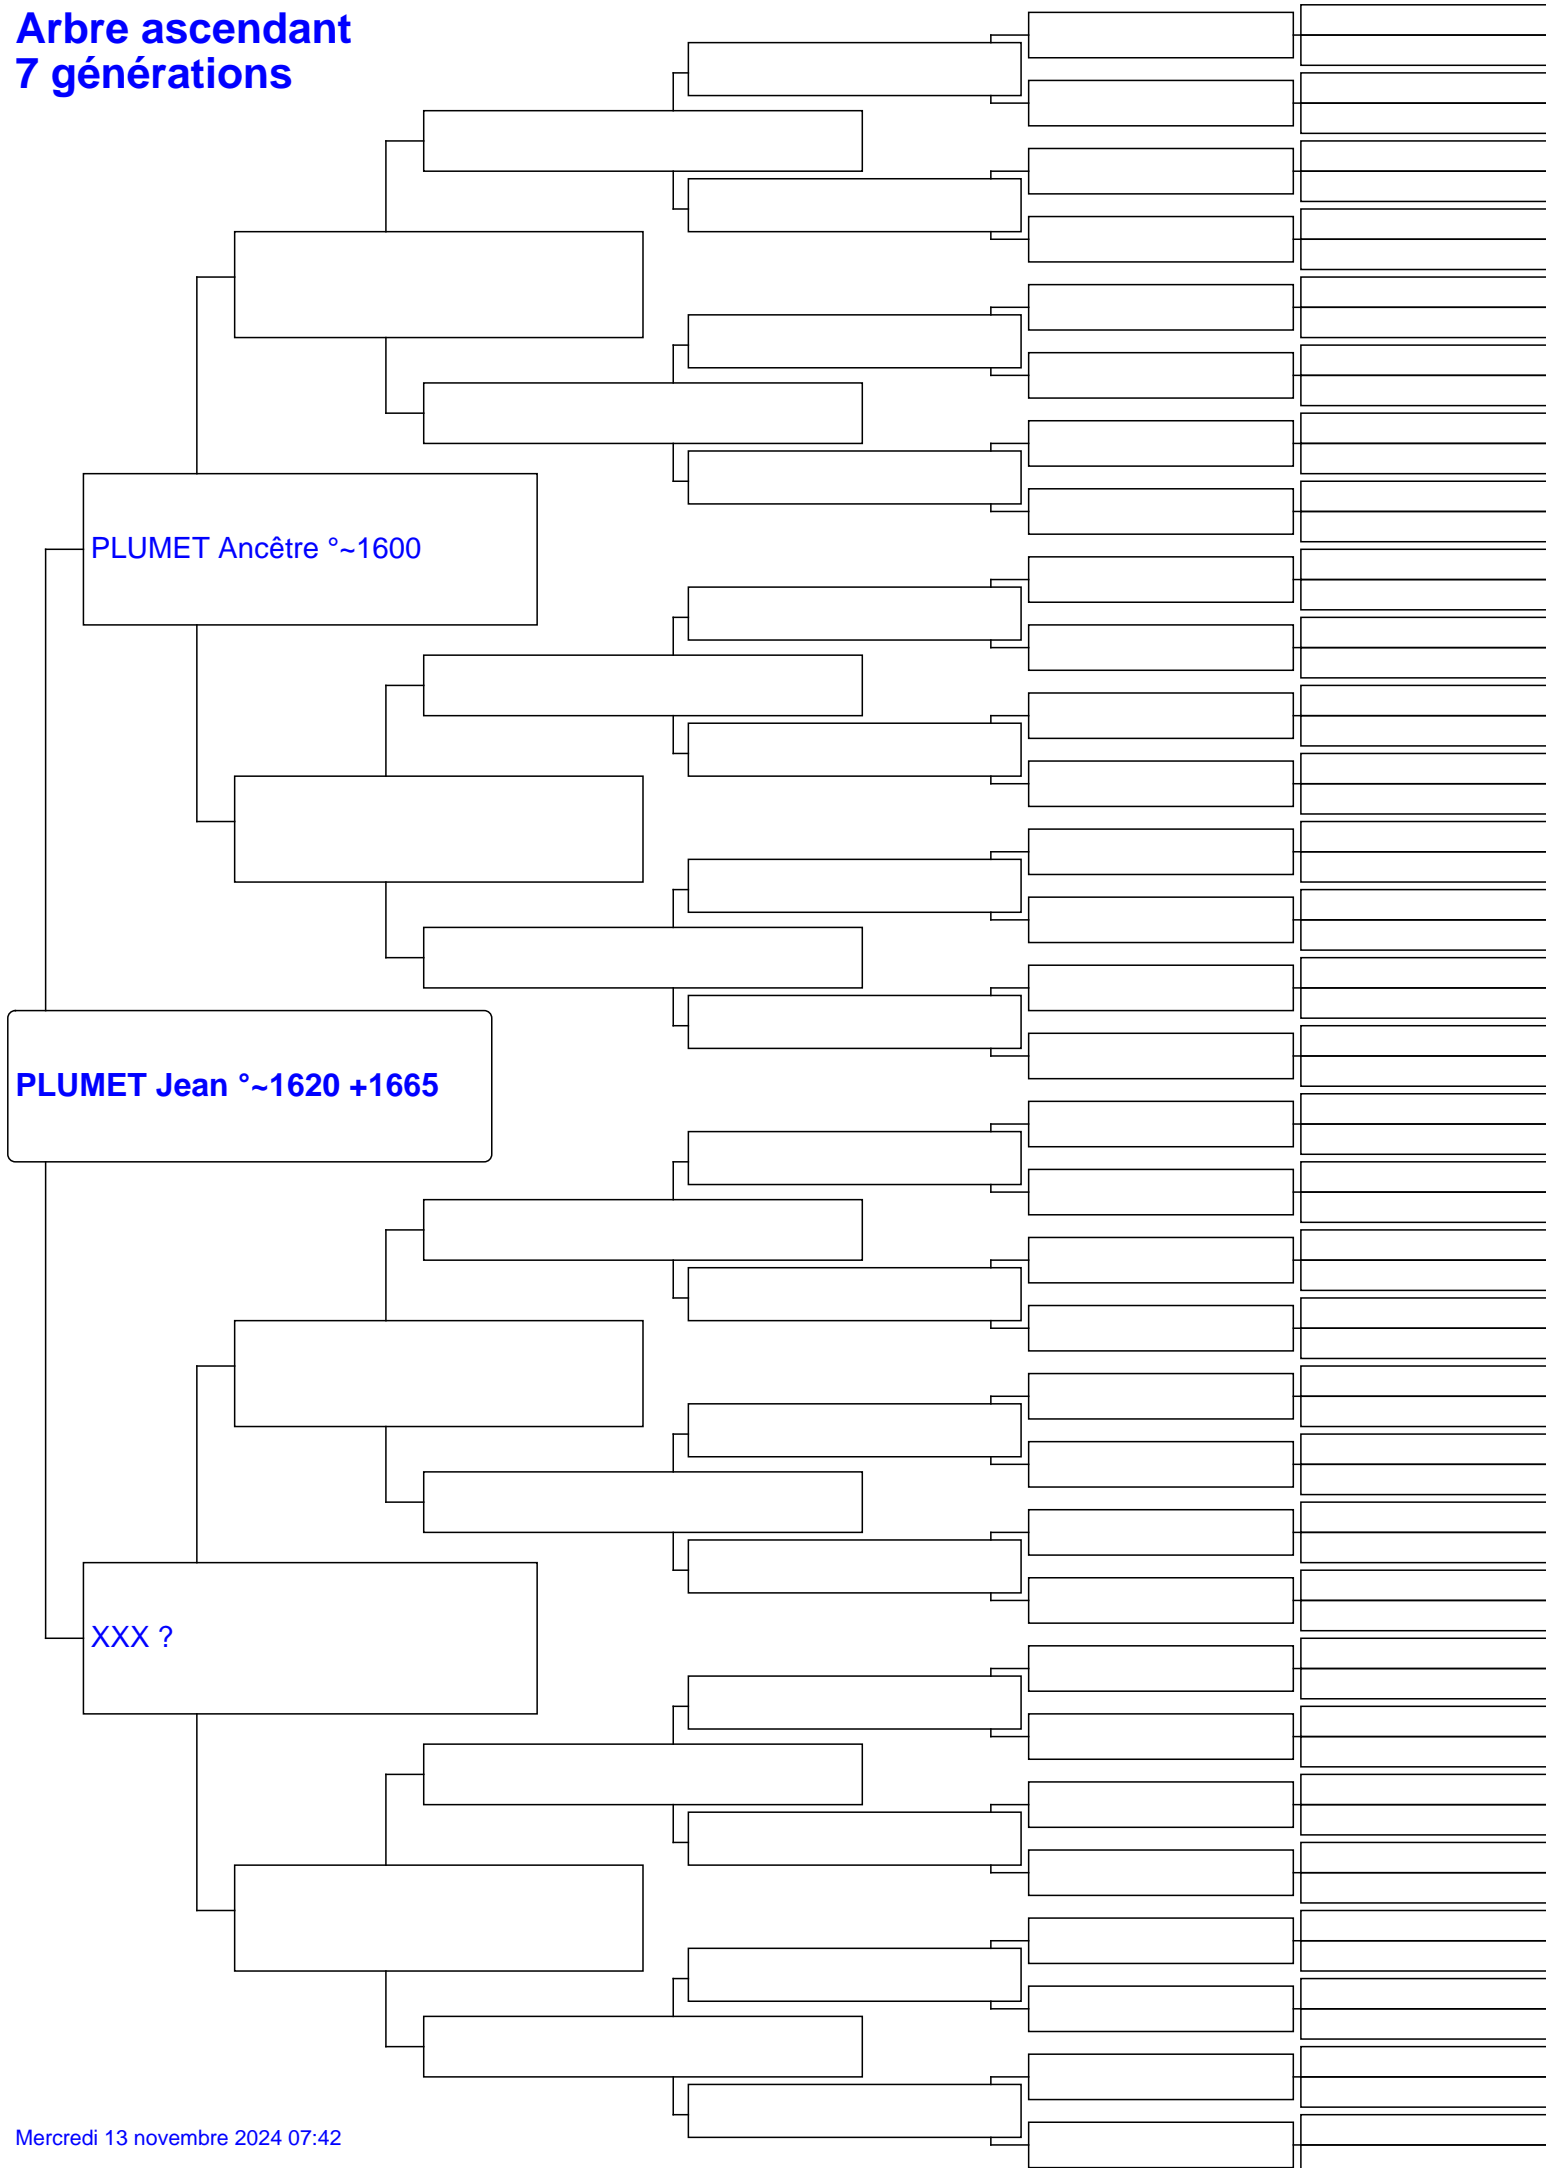 Arbre ascendant
7 générations
PLUMET Ancêtre °~1600
PLUMET Jean °~1620 +1665
XXX ?
Mercredi 13 novembre 2024 07:42